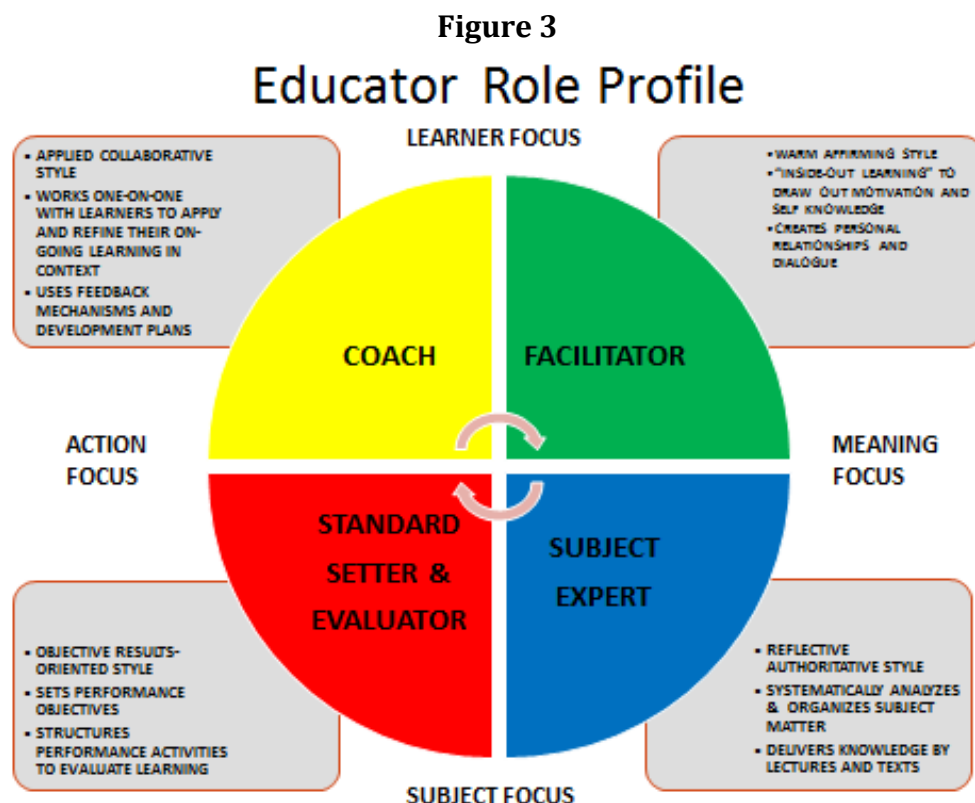 Figure 3
Educator Role Profile
LEARNER FOCUS
• APPLIED COLLABORATIVE
STYLE
• WORKS ONE-ON-ONE
WITH LEARNERS TO APPLY
AND REFINE THEIR ON-
GOING LEARNING IN
CONTEXT
• USES FEEDBACK
MECHANISMS AND
DEVELOPMENT PLANS
• WARM AFFIRMING STYLE
• "INSIDE-OUT LEARNING" TO
DRAW OUT MOTIVATION AND
SELF KNOWLEDGE
• CREATES PERSONAL
RELATIONSHIPS AND
DIALOGUE
COACH
FACILITATOR
ACTION
FOCUS
MEANING
FOCUS
STANDARD
SETTER &
EVALUATOR
SUBJECT
EXPERT
• OBJECTIVE RESULTS-
ORIENTED STYLE
• SETS PERFORMANCE
OBJECTIVES
• STRUCTURES
PERFORMANCE ACTIVITIES
TO EVALUATE LEARNING
• REFLECTIVE
AUTHORITATIVE STYLE
• SYSTEMATICALLY ANALYZES
& ORGANIZES SUBJECT
MATTER
• DELIVERS KNOWLEDGE BY
LECTURES AND TEXTS
SUBJECT FOCUS